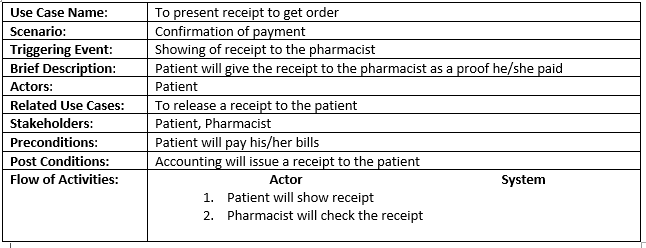 Use Case Name: To present receipt to get order
Scenario: Confirmation of payment
Triggering Event: Showing of receipt to the pharmacist
Brief Description: Patient will give the receipt to the pharmacist as a proof he/she paid
Actors: Patient
Related Use Cases: To release a receipt to the patient
Stakeholders: Patient, Pharmacist
Preconditions: Patient will pay his/her bills
Post Conditions: Accounting will issue a receipt to the patient
Flow of Activities: Actor System
1. Patient will show receipt
2. Pharmacist will check the receipt